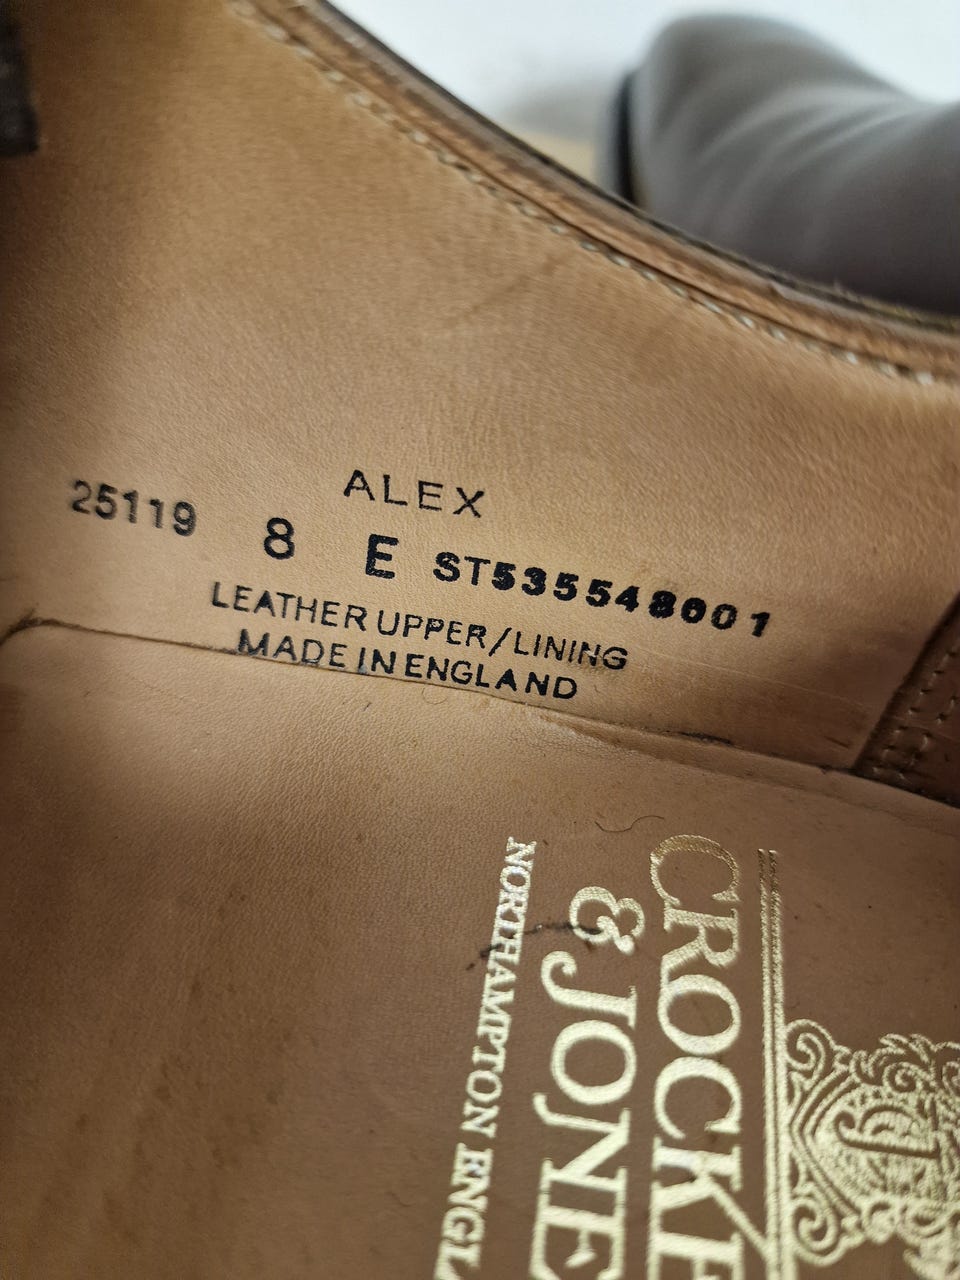 ALEX
25119 8 E ST535548001
LEATHER UPPER/LINING
MADE IN ENGLAND
CROCKE
& JONE
NORTHAMPTON ENGL